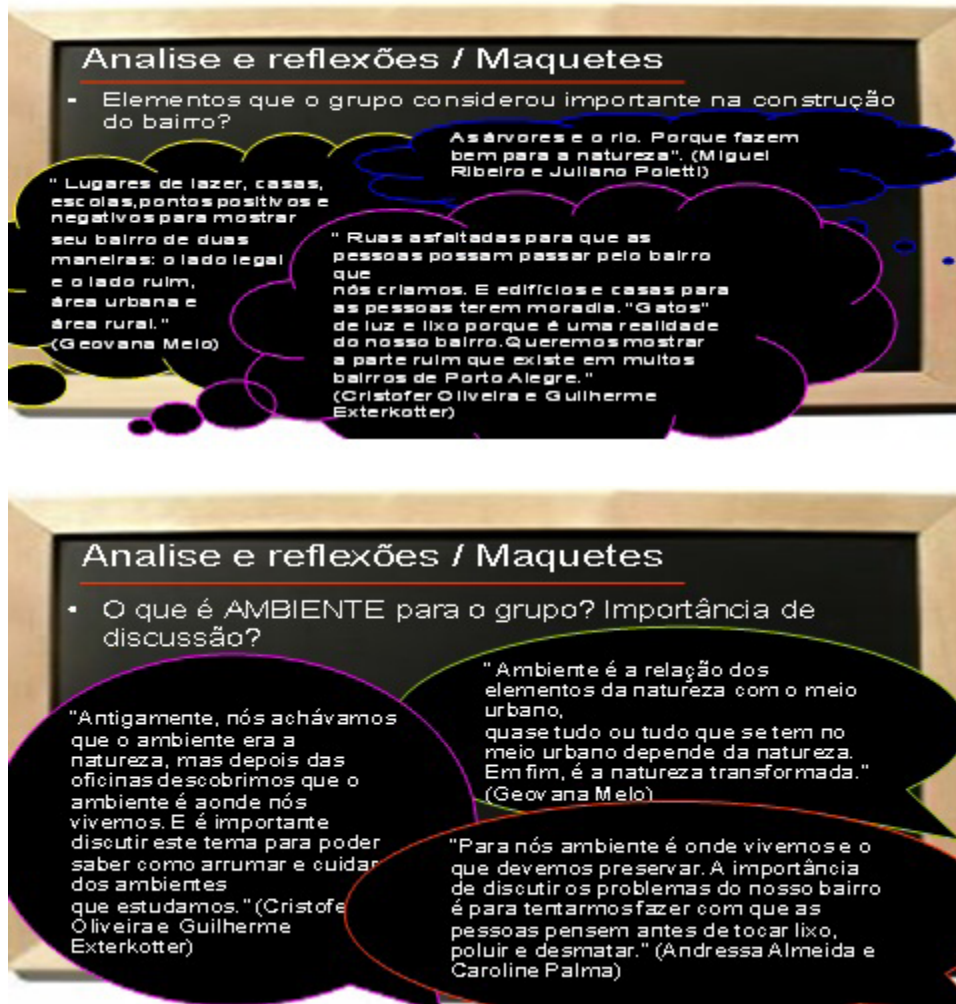 Analise e reflexões / Maquetes
Elementos que o grupo considerou importante na construção
do bairro?
As árvores e o rio. Porque fazem
bem para a natureza". (Miguel
Ribeiro e Juliano Poletti)
" Lugares de lazer, casas,
escolas,pontos positivos e
negativos para mostrar
seu bairro de duas
maneiras: o lado legal
e o lado ruim,
área urbana e
área rural."
(Geovana Melo)
" Ruas asfaltadas para que as
pessoas possam passar pelo bairro
que
nós criamos. E edifícios e casas para
as pessoas terem moradia. "Gatos"
de luz e lixo porque é uma realidade
do nosso bairro.Queremos mostrar
a parte ruim que existe em muitos
bairros de Porto Alegre."
(Cristofer Oliveira e Guilherme
Exterkotter)
Analise e reflexões / Maquetes
O que é AMBIENTE para o grupo? Importância de
discussão?
"Ambiente é a relação dos
elementos da natureza com o meio
urbano,
quase tudo ou tudo que se tem no
meio urbano depende da natureza.
Em fim, é a natureza transformada."
(Geovana Melo)
"Antigamente, nós achávamos
que o ambiente era a
natureza, mas depois das
oficinas descobrimos que o
ambiente é aonde nós
vivemos. E é importante
discutir este tema para poder
saber como arrumar e cuidar
dos ambientes
que estudamos." (Cristofe
Oliveira e Guilherme
Exterkotter)
"Para nós ambiente é onde vivemos e o
que devemos preservar. A importância
de discutir os problemas do nosso bairro
é para tentarmos fazer com que as
pessoas pensem antes de tocar lixo,
poluir e desmatar." (Andressa Almeida e
Caroline Palma)